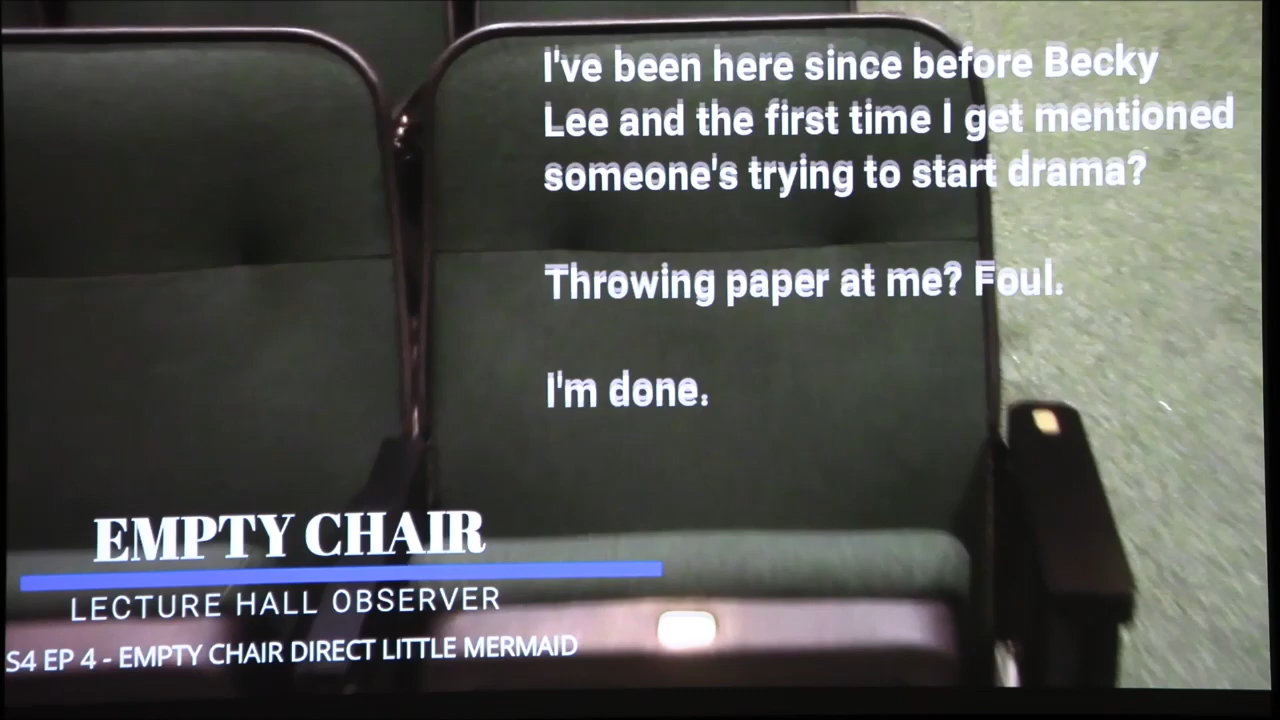 I've been here since before Becky
Lee and the first time I get mentioned
someone's trying to start drama?
Throwing paper at me? Foul.
I'm done.
EMPTY CHAIR
LECTURE HALL OBSERVER
S4 EP 4 - EMPTY CHAIR DIRECT LITTLE MERMAID